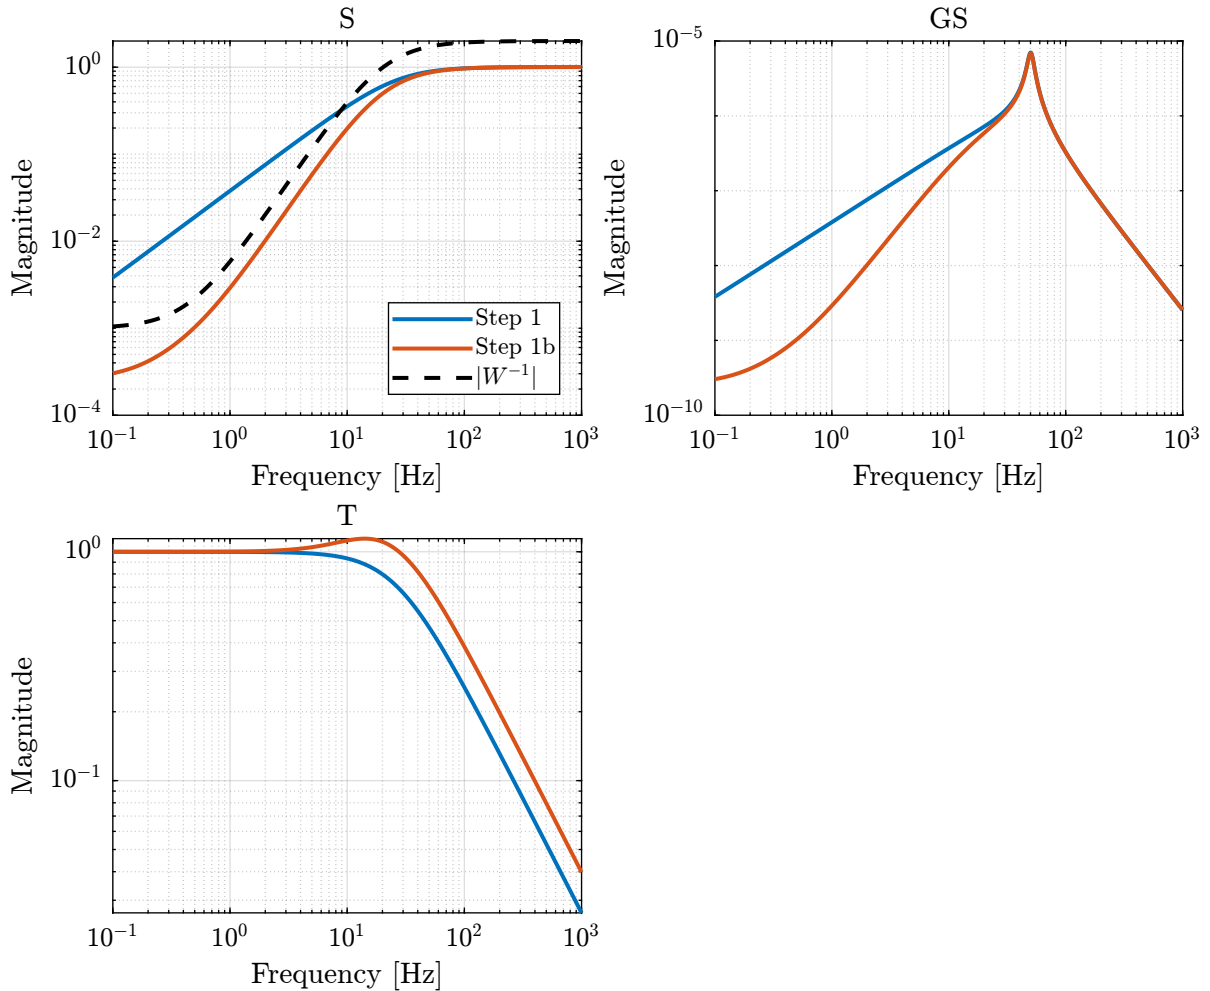 S
10^0
10^{-2}
10^{-4}
Magnitude
Step 1
Step 1b
|W^{-1}|
10^{-1} 10^0 10^1 10^2 10^3
Frequency [Hz]
GS
10^{-5}
10^{-10}
Magnitude
10^{-1} 10^0 10^1 10^2 10^3
Frequency [Hz]
T
10^0
10^{-1}
Magnitude
10^{-1} 10^0 10^1 10^2 10^3
Frequency [Hz]